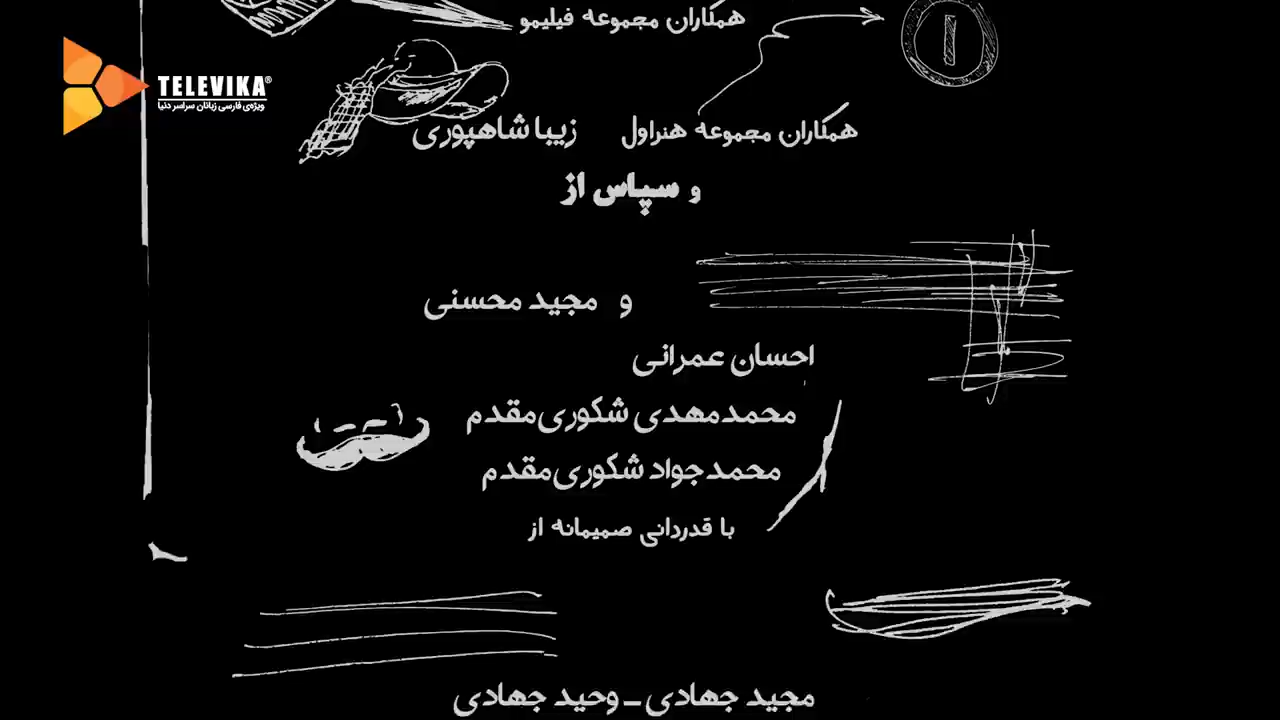 همکاران مجموعه فیلیمو
TELEVIKA®
ویژه‌ی فارسی زبانان سراسر دنیا
همکاران مجموعه هنراول زیبا شاهپوری
و سپاس از
و مجید محسنی
احسان عمرانی
محمدمهدی شکوری‌مقدم
محمدجواد شکوری‌مقدم
با قدردانی صمیمانه از
مجید جهادی ـ وحید جهادی